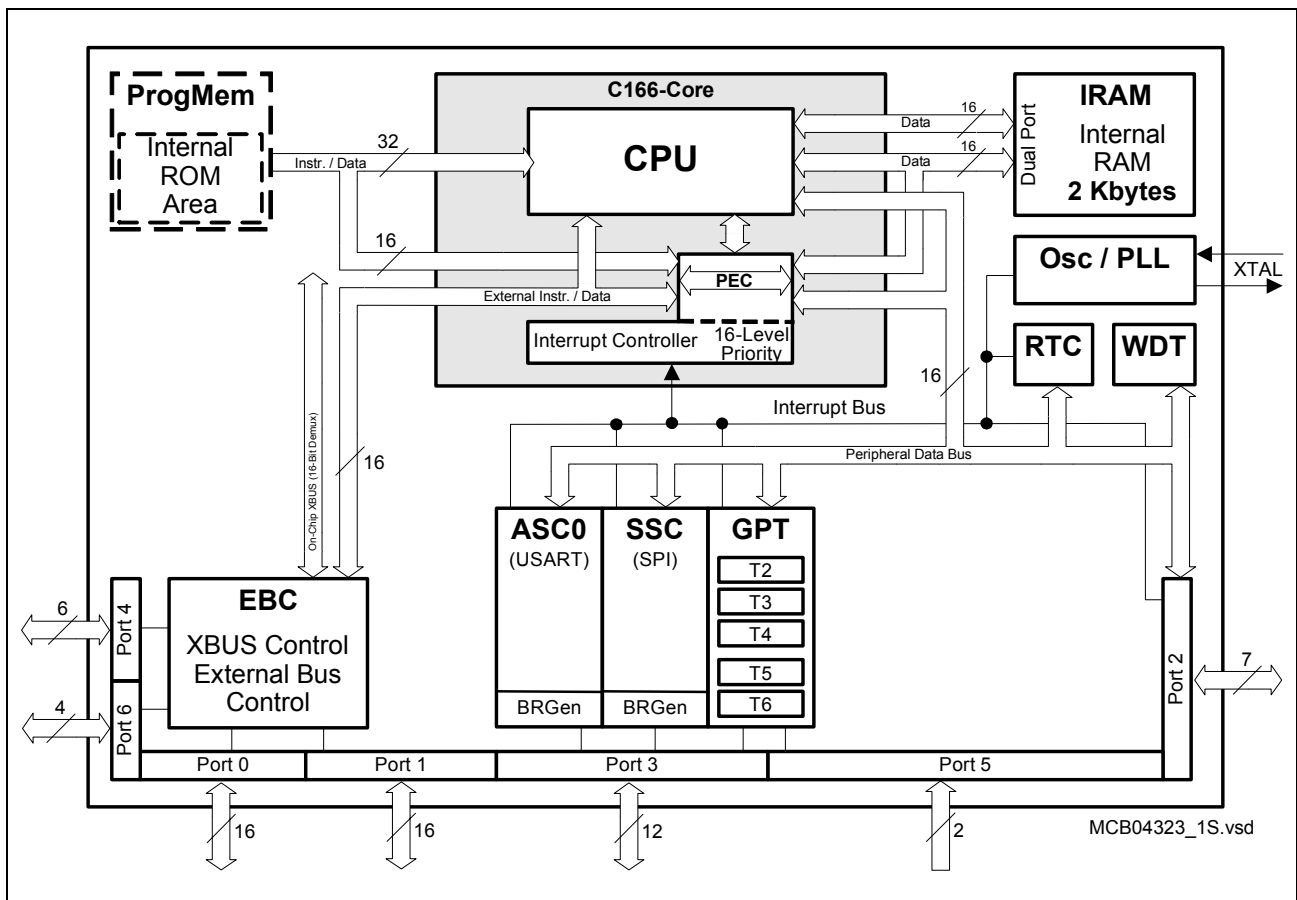 C166-Core
ProgMem
Internal
ROM
Area
32
Instr. / Data
CPU
16
Data
16
Data
Dual Port
IRAM
Internal
RAM
2 Kbytes
16
PEC
External Instr. / Data
Interrupt Controller
16-Level
Priority
Osc / PLL
XTAL
RTC
WDT
16
Interrupt Bus
Peripheral Data Bus
On-Chip XBUS (16-Bit Demux)
16
ASC0
(USART)
BRGen
SSC
(SPI)
BRGen
GPT
T2
T3
T4
T5
T6
EBC
XBUS Control
External Bus
Control
6
Port 4
4
Port 6
Port 2
7
Port 0
Port 1
Port 3
Port 5
16
16
12
2
MCB04323_1S.vsd